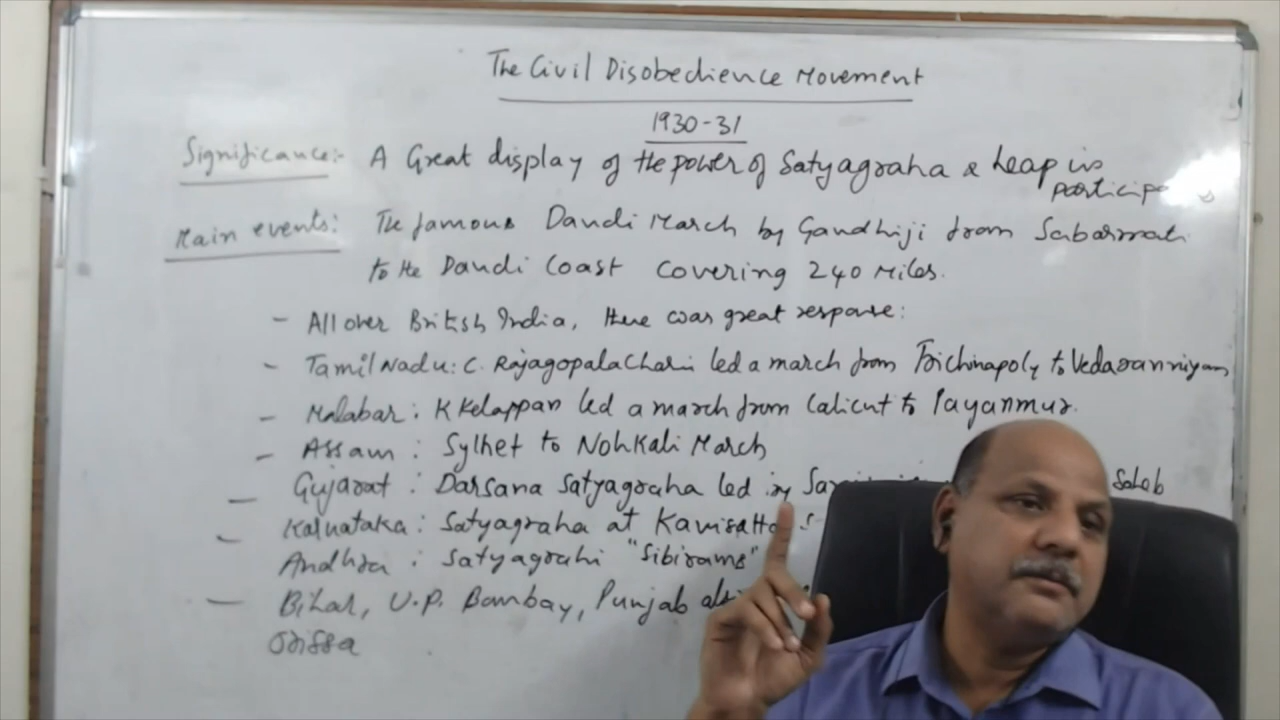 The Civil Disobedience Movement
1930-31
Significance:- A Great display of the power of Satyagraha & heap in
Main events: The famous Dandi March by Gandhiji from Sabarmati
to the Dandi Coast covering 240 Miles.
- All over British India, there was great response:
- Tamil Nadu: C. Rajagopalachari led a march from Trichinapoly to Vedaranniyam
- Malabar: K Kelappan led a march from Calicut to Payanmur.
- Assam: Sylhet to Nohkali March
- Gujarat: Darsana Satyagraha led by Saheb
- Kalnataka: Satyagraha at
Andhra: Satyagrahi "Sibirams"
- Bihar, U.P. Bombay, Punjab
Orissa